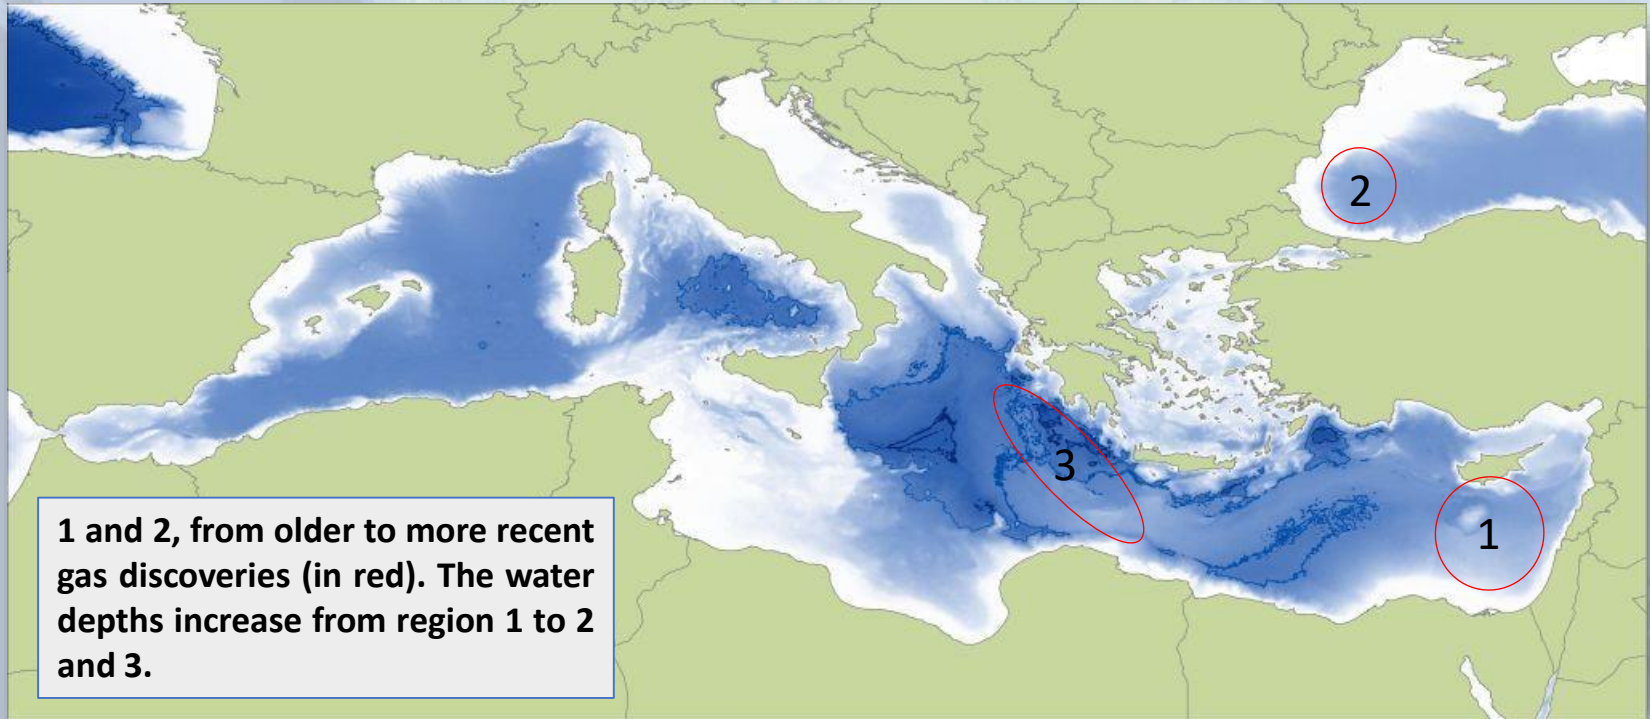 2
3
1
1 and 2, from older to more recent
gas discoveries (in red). The water
depths increase from region 1 to 2
and 3.